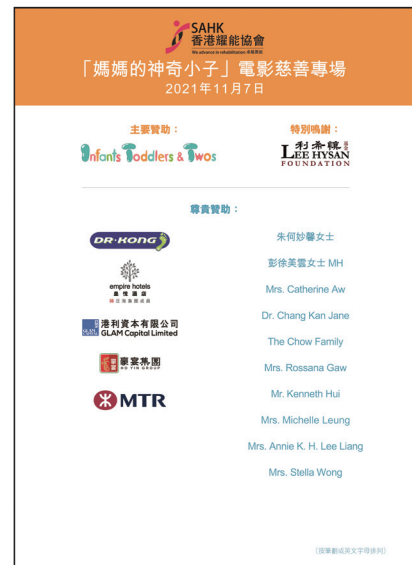 SAHK
香港耀能協會
We advance in rehabilitation 卓越復康
「媽媽的神奇小子」電影慈善專場
2021年11月7日
主要贊助：
Infants Toddlers & Twos
特別鳴謝：
利希慎基金
LEE HYSAN
FOUNDATION
尊貴贊助：
DR·KONG
empire hotels
皇悅酒店
港利資本有限公司
GLAM Capital Limited
豪宴集團
HO YIN GROUP
MTR
朱何妙馨女士
彭徐美雲女士 MH
Mrs. Catherine Aw
Dr. Chang Kan Jane
The Chow Family
Mrs. Rossana Gaw
Mr. Kenneth Hui
Mrs. Michelle Leung
Mrs. Annie K. H. Lee Liang
Mrs. Stella Wong
(按筆劃或英文字母排列)